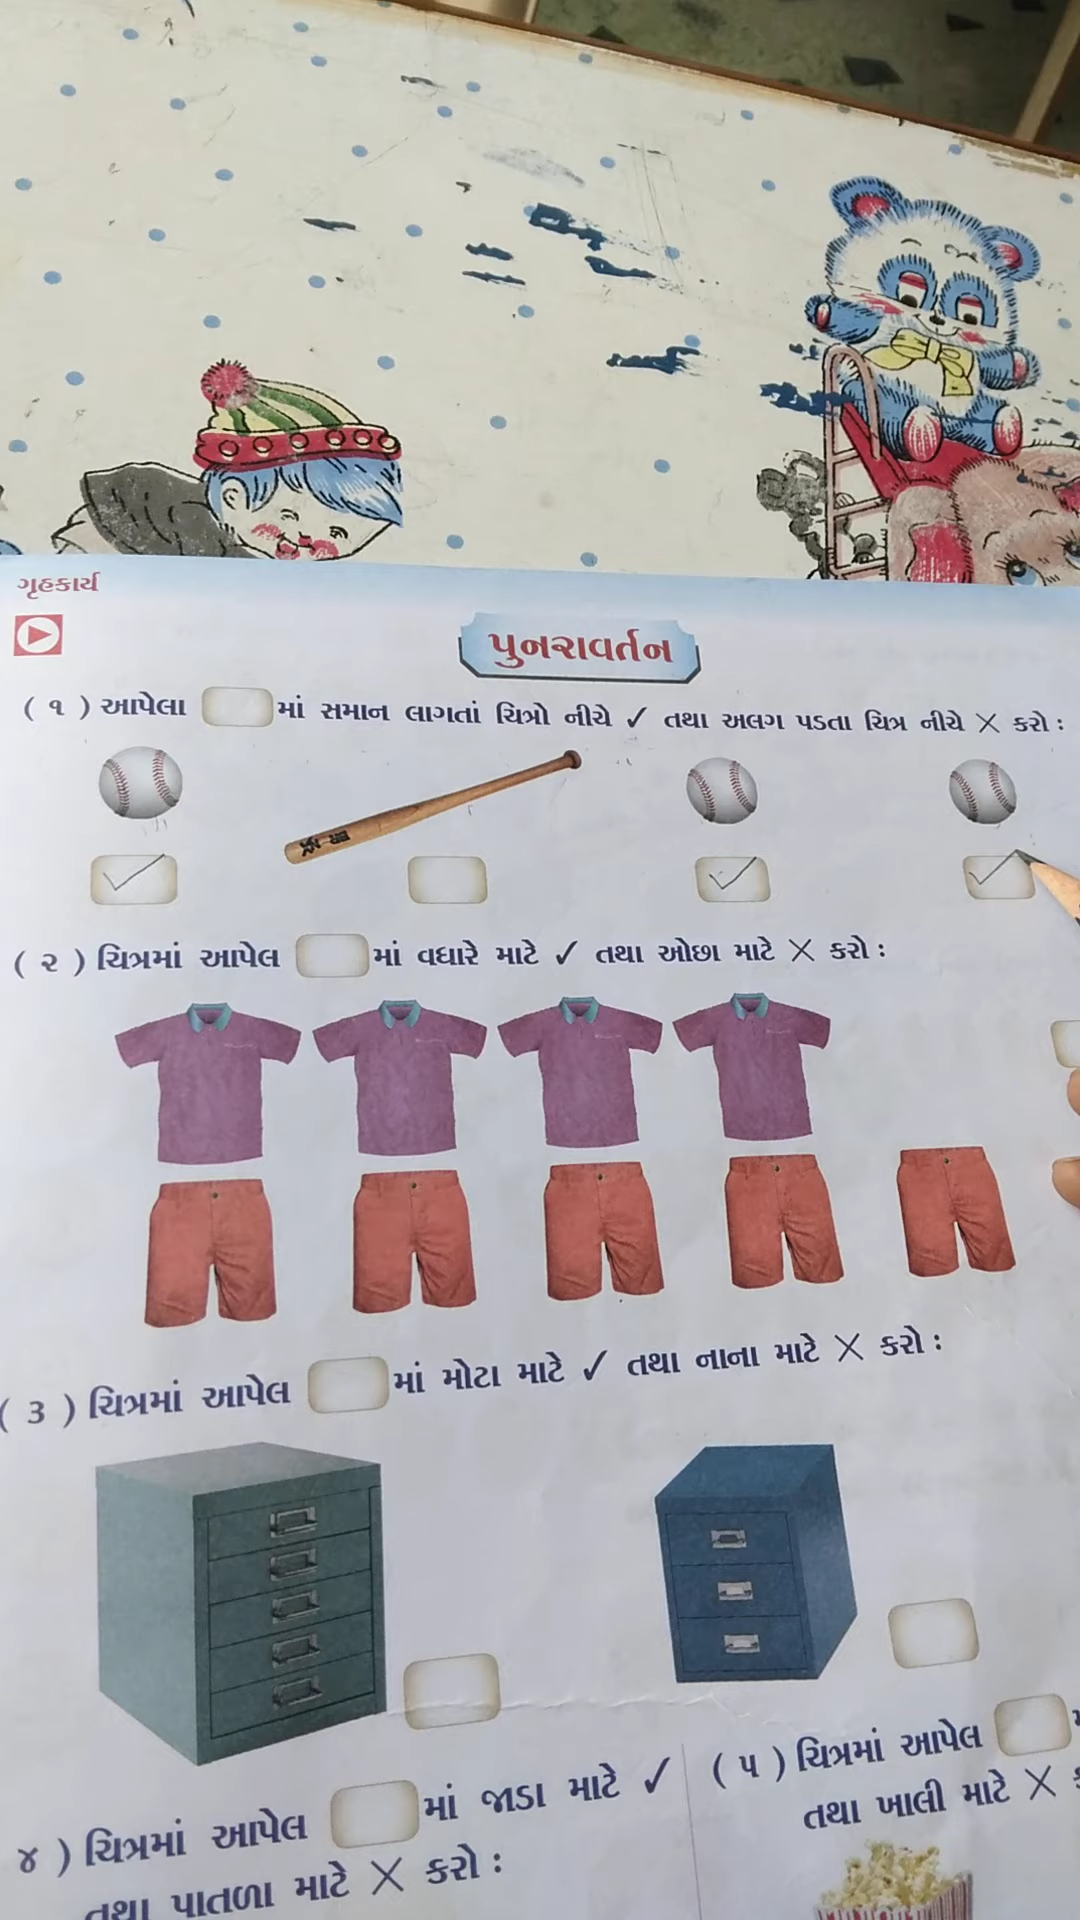 ગૃહકાર્ય
પુનરાવર્તન
( ૧ ) આપેલા માં સમાન લાગતાં ચિત્રો નીચે ✓ તથા અલગ પડતા ચિત્ર નીચે ✗ કરો :
( ૨ ) ચિત્રમાં આપેલ માં વધારે માટે ✓ તથા ઓછા માટે ✗ કરો :
( ૩ ) ચિત્રમાં આપેલ માં મોટા માટે ✓ તથા નાના માટે ✗ કરો :
૪ ) ચિત્રમાં આપેલ માં જાડા માટે ✓
તથા પાતળા માટે ✗ કરો :
( ૫ ) ચિત્રમાં આપેલ
તથા ખાલી માટે ✗